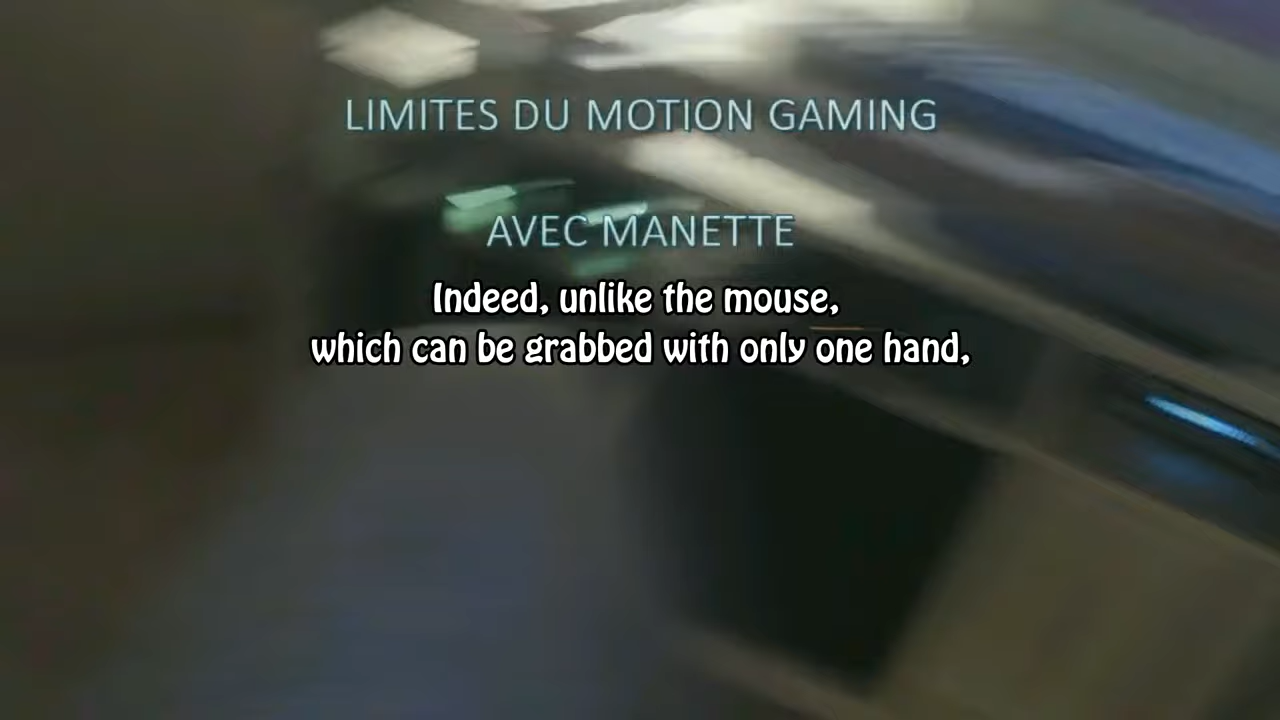 LIMITES DU MOTION GAMING
AVEC MANETTE
Indeed, unlike the mouse,
which can be grabbed with only one hand,